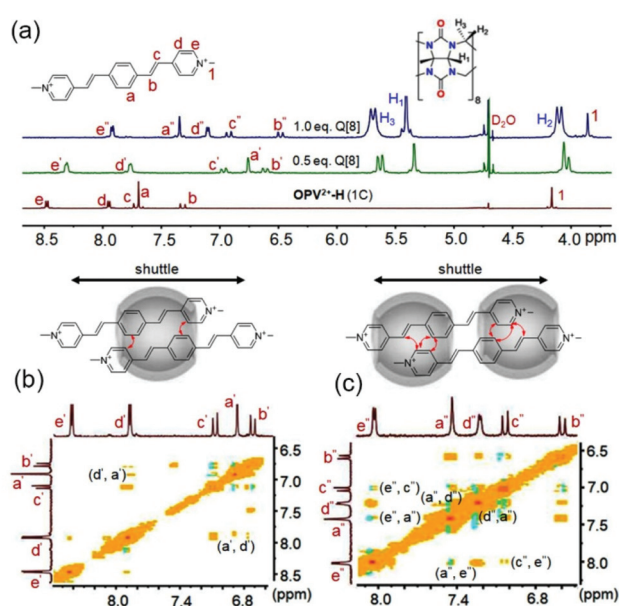 (a)
N⁺
1
a
b
c
d
e
N⁺
H₃
H₂
H₁
O
N
N
N
N
O
8
e"
a"
d"
c"
b"
H₃
H₁
D₂O
H₂
1
1.0 eq. Q[8]
e'
d'
c'
a'
b'
0.5 eq. Q[8]
e
d
a
c
b
OPV²⁺-H (1C)
1
8.5 8.0 7.5 7.0 6.5 6.0 5.5 5.0 4.5 4.0 ppm
shuttle
shuttle
N⁺
N⁺
N⁺
N⁺
N⁺
N⁺
N⁺
N⁺
(b)
e' d' c' a' b'
b'
a'
c'
d'
e'
(d', a')
(a', d')
6.5
7.0
7.5
8.0
8.5
8.0 7.4 6.8 (ppm)
(ppm)
(c)
e" a" d" c" b"
b"
c"
d"
a"
e"
(e", c")
(a", d")
(e", a")
(d", a")
(a", e")
(c", e")
6.5
7.0
7.5
8.0
8.0 7.4 6.8 (ppm)
(ppm)